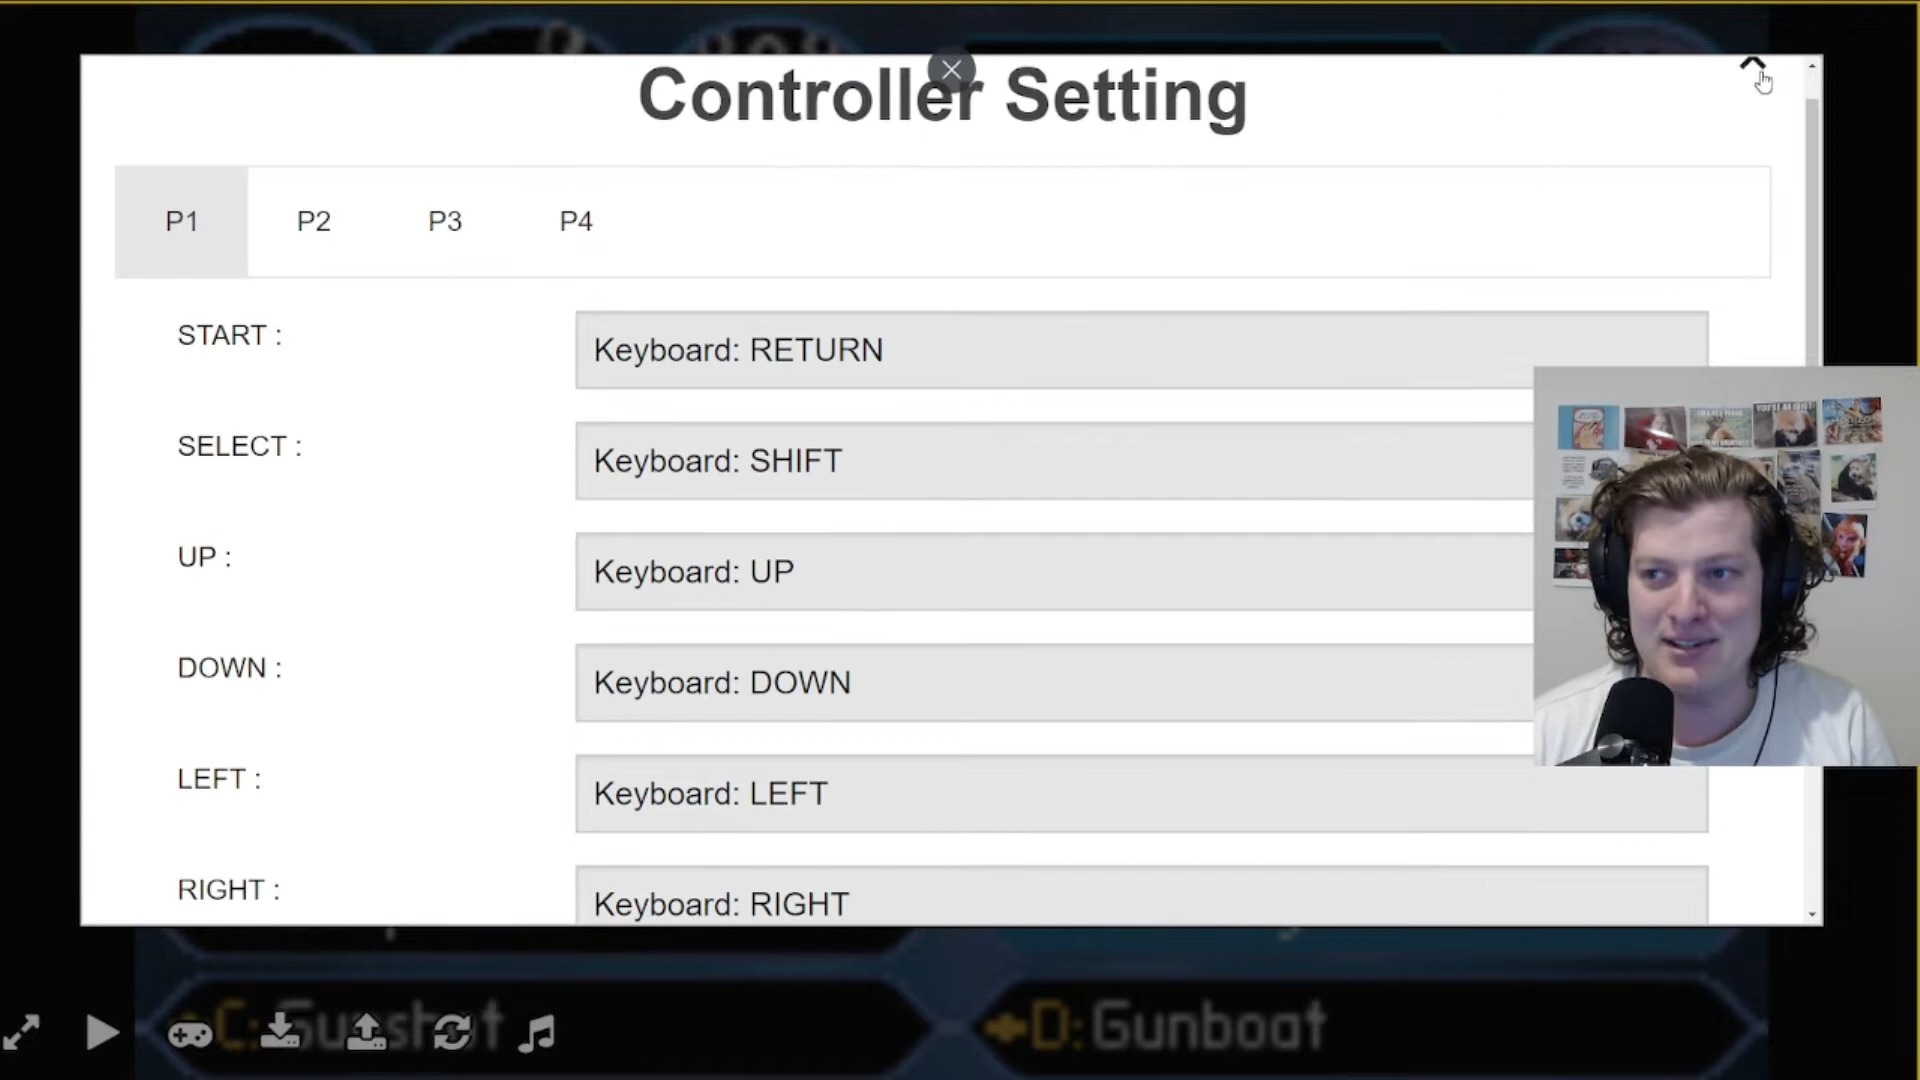 Controller Setting
P1 P2 P3 P4
START : Keyboard: RETURN
SELECT : Keyboard: SHIFT
UP : Keyboard: UP
DOWN : Keyboard: DOWN
LEFT : Keyboard: LEFT
RIGHT : Keyboard: RIGHT
C: Gunshot D: Gunboat